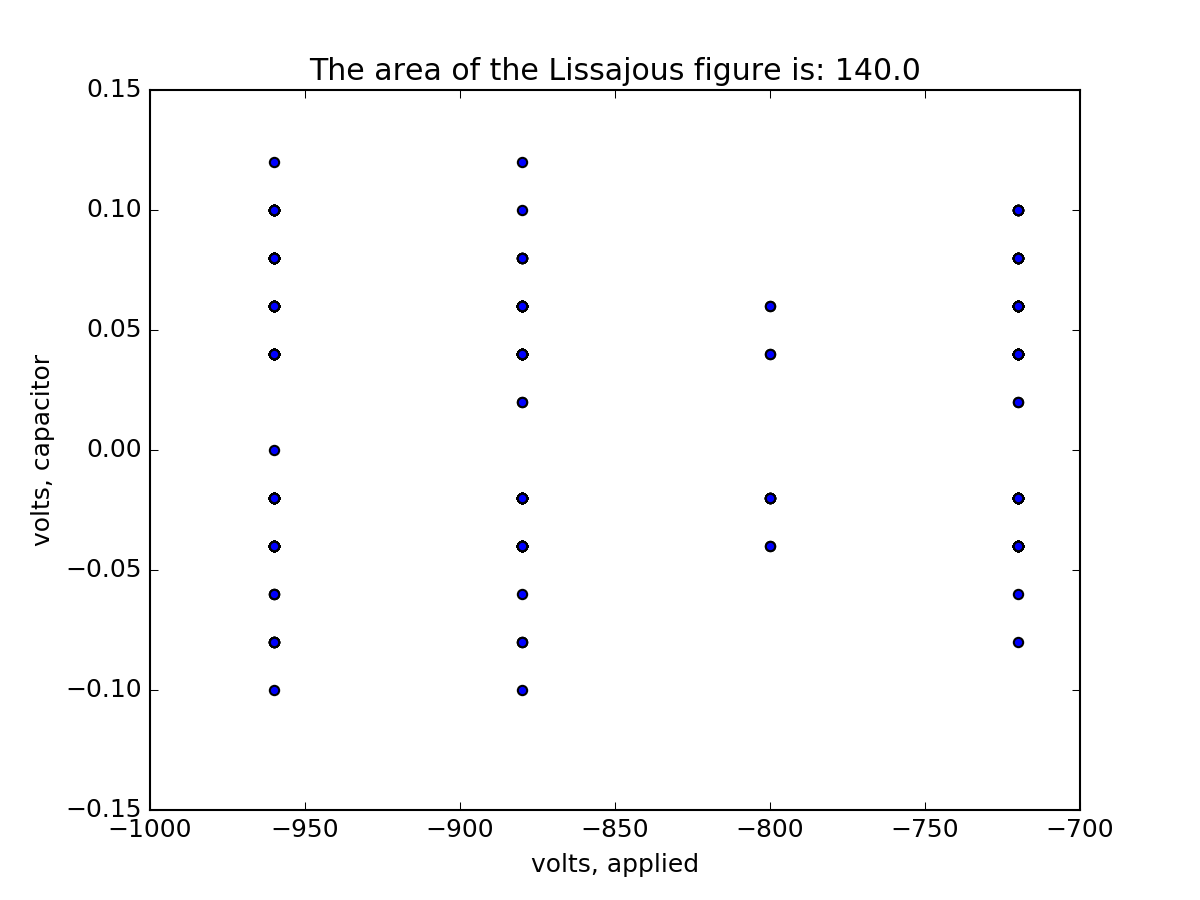 The area of the Lissajous figure is: 140.0
0.15
0.10
0.05
0.00
−0.05
−0.10
−0.15
volts, capacitor
−1000 −950 −900 −850 −800 −750 −700
volts, applied